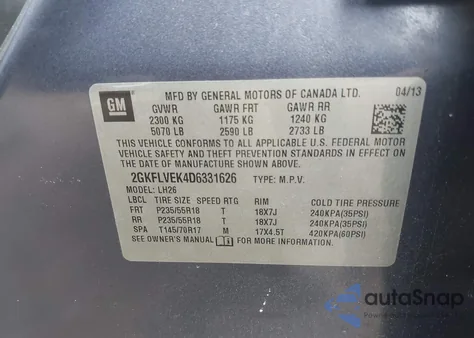 GM
MFD BY GENERAL MOTORS OF CANADA LTD. 04/13
GVWR GAWR FRT GAWR RR
2300 KG 1175 KG 1240 KG
5070 LB 2590 LB 2733 LB
THIS VEHICLE CONFORMS TO ALL APPLICABLE U.S. FEDERAL
MOTOR VEHICLE SAFETY AND THEFT PREVENTION STANDARDS
IN EFFECT ON THE DATE OF
MANUFACTURE SHOWN ABOVE.
2GKFLVEK4D6331626 TYPE: M.P.V.
MODEL: LH26
LBCL TIRE SIZE SPEED RTG RIM COLD TIRE PRESSURE
FRT P235/55R18 T 18X7J 240KPA(35PSI)
RR P235/55R18 T 18X7J 240KPA(35PSI)
SPA T145/70R17 M 17X4.5T 420KPA(60PSI)
SEE OWNER'S MANUAL FOR MORE INFORMATION
autoSnap
Powered by AutoBidMaster.com